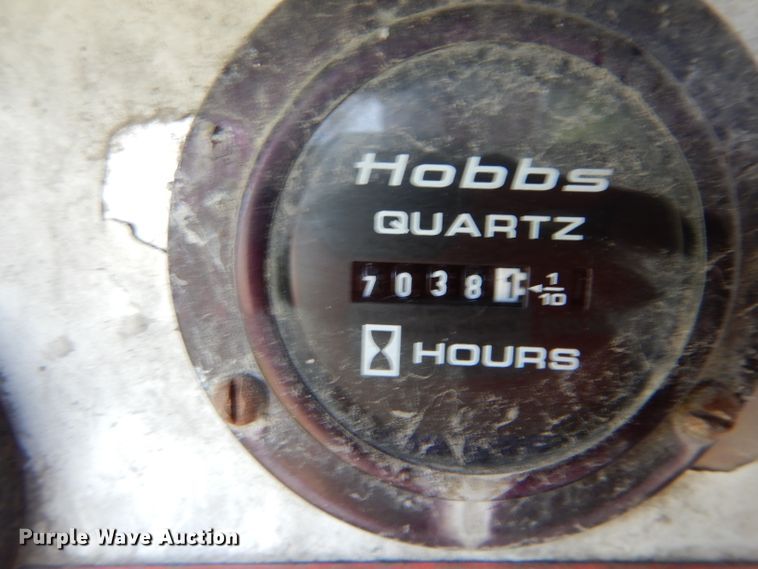 Hobbs
QUARTZ
7 0 3 8 1 ◄ 1/10
HOURS
Purple Wave Auction